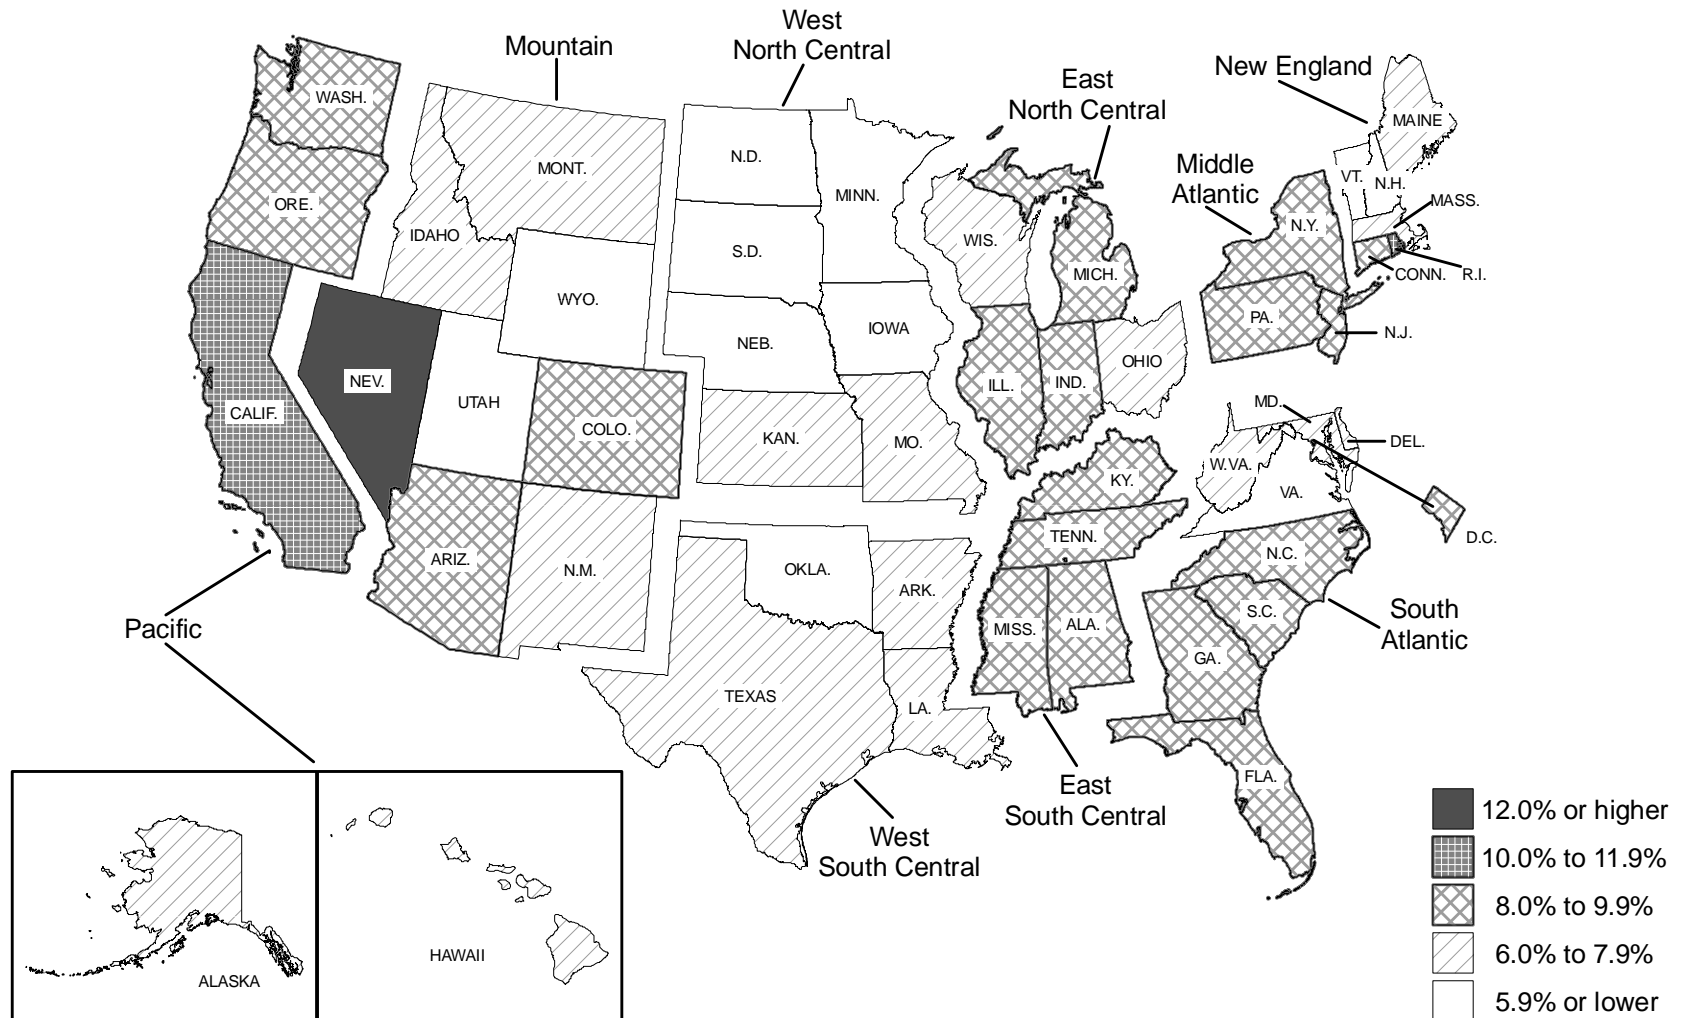 West
North Central
Mountain
New England
East
North Central
Middle
Atlantic
WASH.
MAINE
N.D.
MONT.
VT.
N.H.
MINN.
MASS.
ORE.
N.Y.
IDAHO
WIS.
S.D.
MICH.
CONN.
R.I.
WYO.
PA.
IOWA
N.J.
NEB.
OHIO
NEV.
IND.
ILL.
UTAH
MD.
CALIF.
COLO.
KAN.
MO.
DEL.
W.VA.
KY.
VA.
TENN.
D.C.
N.C.
ARIZ.
N.M.
OKLA.
ARK.
S.C.
South
Atlantic
Pacific
MISS.
ALA.
GA.
TEXAS
LA.
FLA.
East
South Central
West
South Central
HAWAII
ALASKA
12.0% or higher
10.0% to 11.9%
8.0% to 9.9%
6.0% to 7.9%
5.9% or lower